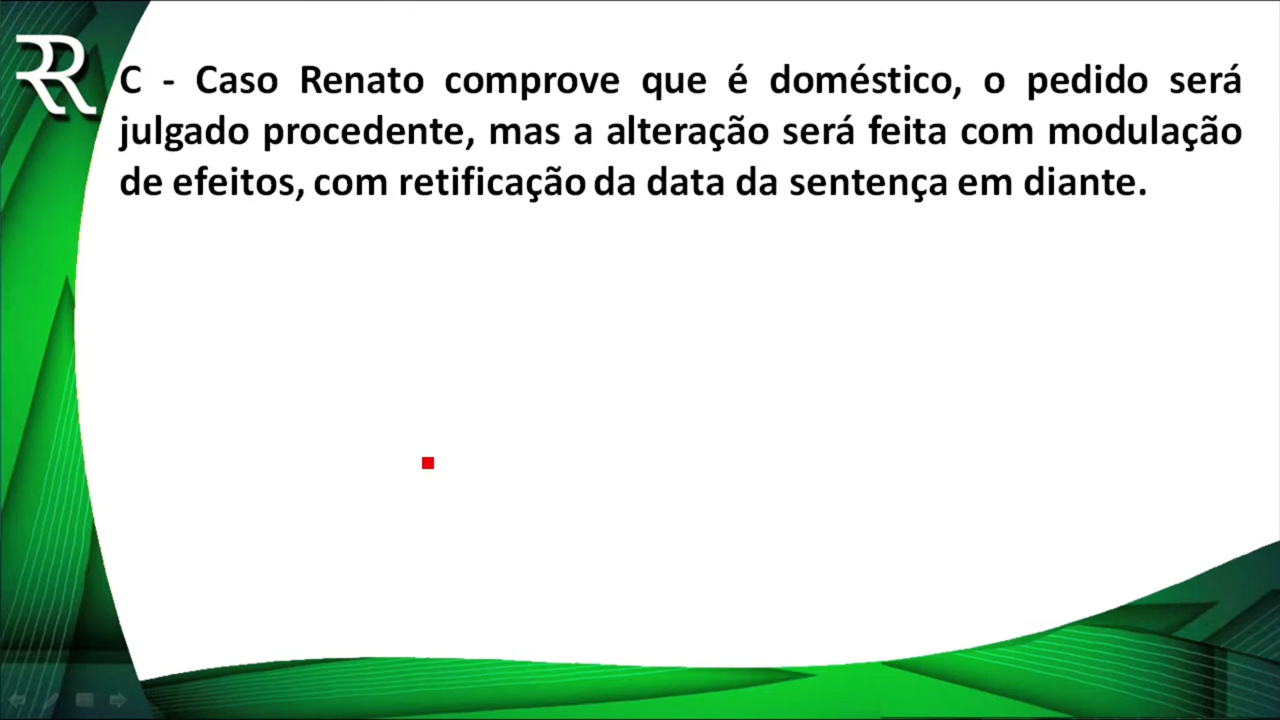 RR
C - Caso Renato comprove que é doméstico, o pedido será
julgado procedente, mas a alteração será feita com modulação
de efeitos, com retificação da data da sentença em diante.